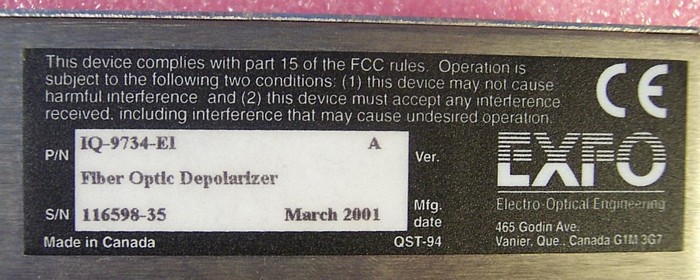 This device complies with part 15 of the FCC rules. Operation is
subject to the following two conditions: (1) this device may not cause
harmful interference and (2) this device must accept any interference
received, including interference that may cause undesired operation.
CE
P/N IQ-9734-EI A Ver.
Fiber Optic Depolarizer
S/N 116598-35 March 2001 Mfg. date
Made in Canada QST-94
EXFO
Electro-Optical Engineering
465 Godin Ave.
Vanier, Que., Canada G1M 3G7